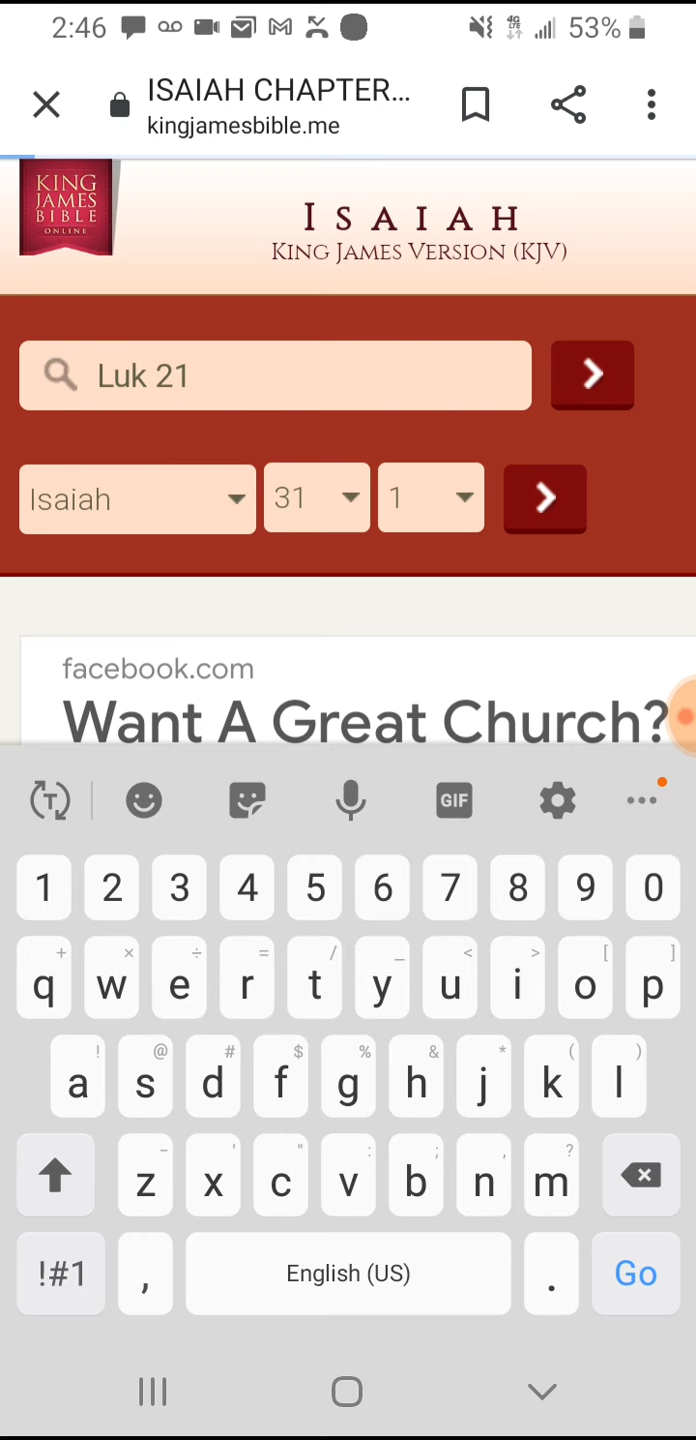 2:46 4G LTE 53%
ISAIAH CHAPTER...
kingjamesbible.me
KING
JAMES
BIBLE
ONLINE
ISAIAH
KING JAMES VERSION (KJV)
Luk 21
Isaiah 31 1
facebook.com
Want A Great Church?
T GIF
1 2 3 4 5 6 7 8 9 0
+ × ÷ = / _ < > [ ]
q w e r t y u i o p
! @ # $ % & * ( )
a s d f g h j k l
- ' " : ; , ?
z x c v b n m
!#1 , English (US) . Go